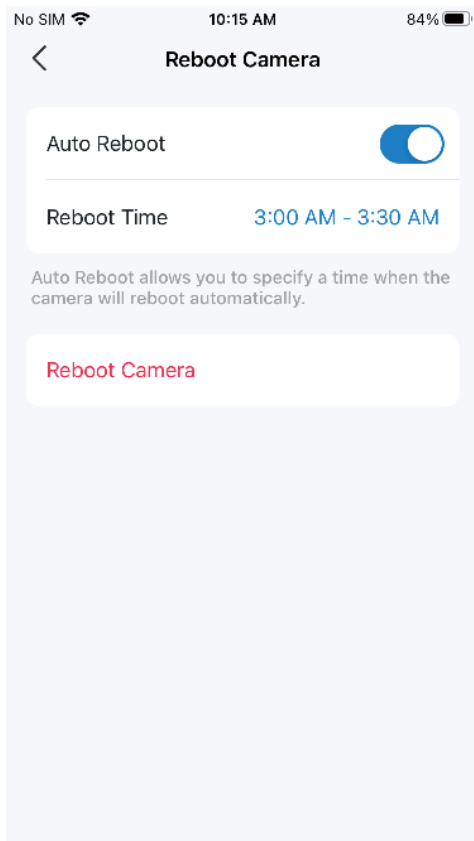 No SIM 10:15 AM 84%
Reboot Camera
Auto Reboot
Reboot Time 3:00 AM - 3:30 AM
Auto Reboot allows you to specify a time when the
camera will reboot automatically.
Reboot Camera